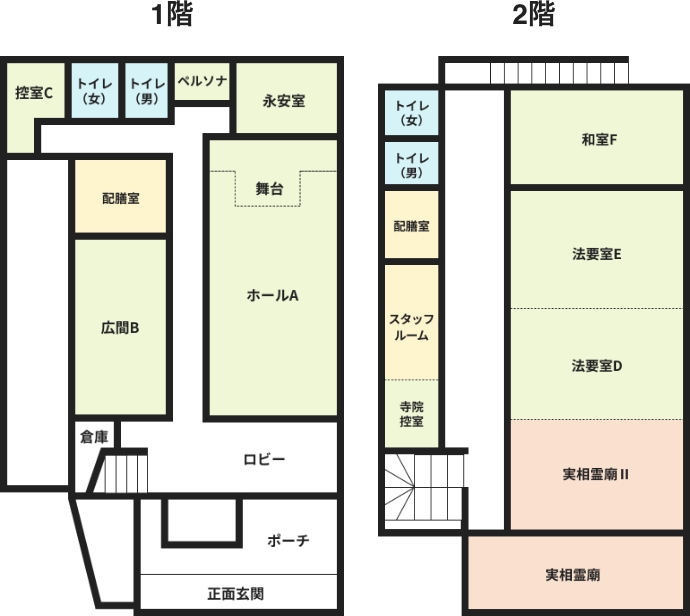 1階
2階
控室C
トイレ
（女）
トイレ
（男）
ペルソナ
永安室
配膳室
舞台
ホールA
広間B
倉庫
ロビー
ポーチ
正面玄関
トイレ
（女）
トイレ
（男）
和室F
配膳室
法要室E
スタッフ
ルーム
法要室D
寺院
控室
実相霊廟Ⅱ
実相霊廟